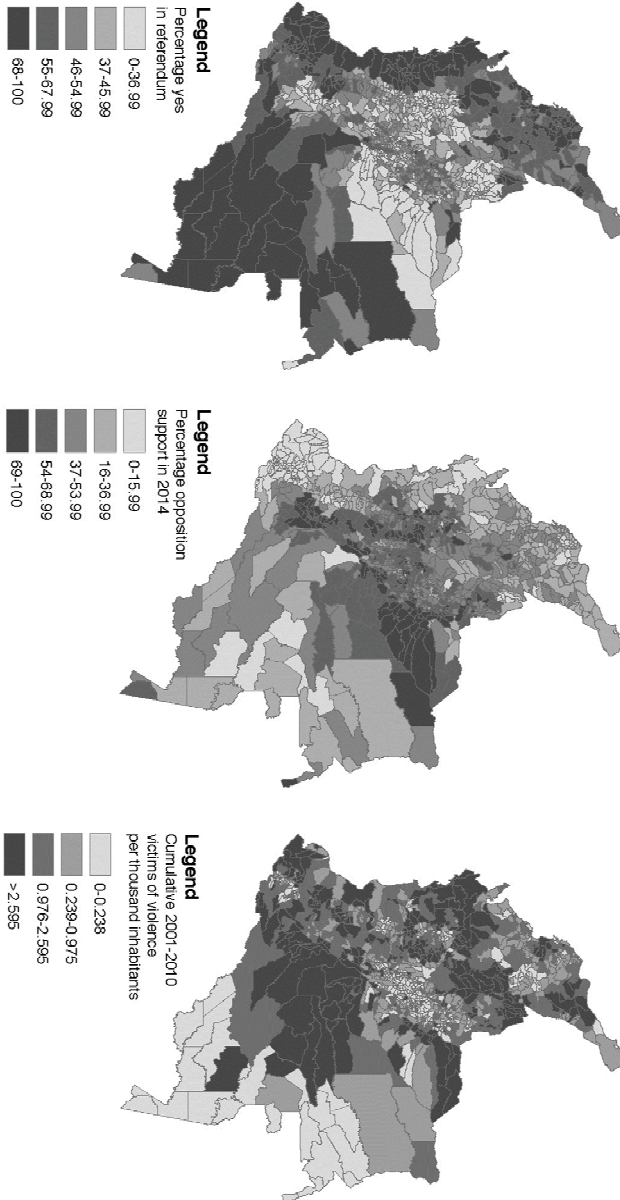 Legend
Percentage yes
in referendum
0-36.99
37-45.99
46-54.99
55-67.99
68-100
Legend
Percentage opposition
support in 2014
0-15.99
16-36.99
37-53.99
54-68.99
69-100
Legend
Cumulative 2001-2010
victims of violence
per thousand inhabitants
0-0.238
0.239-0.975
0.976-2.595
>2.595